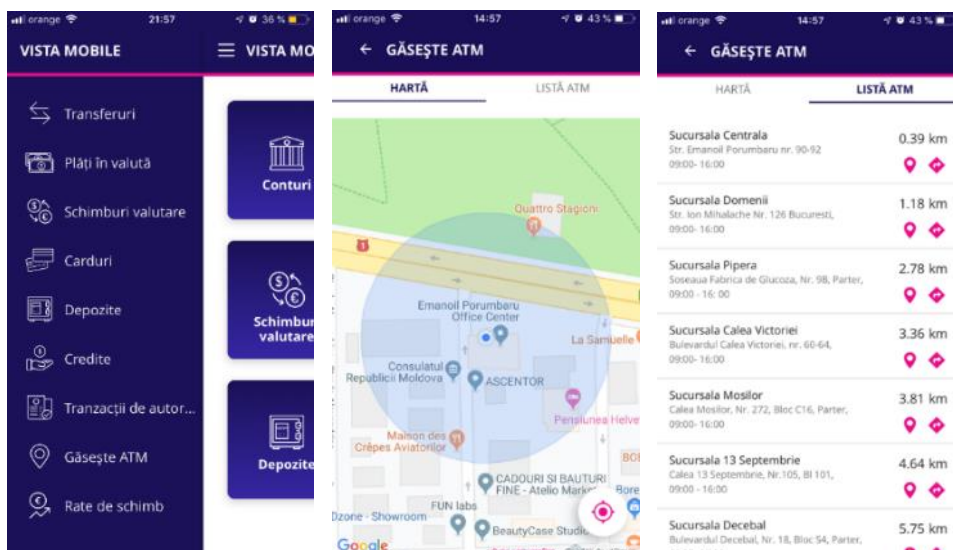 orange 21:57 36 %
VISTA MOBILE
Transferuri
Plăți în valută
Schimburi valutare
Carduri
Depozite
Credite
Tranzacții de autor...
Găsește ATM
Rate de schimb
VISTA MO
Conturi
Schimbur
valutare
Depozite
orange 14:57 43 %
GĂSEȘTE ATM
HARTĂ LISTĂ ATM
Quattro Stagioni
1
Emanoil Porumbaru
Office Center
La Samuelle
Consulatul
Republicii Moldova
ASCENTOR
Pensiunea Helve
Maison des
Crêpes Aviatorilor
CADOURI SI BAUTURI
FINE - Atelio Marke
Bore
FUN labs
Ozone - Showroom
BeautyCase Studio
Google
orange 14:57 43 %
GĂSEȘTE ATM
HARTĂ LISTĂ ATM
Sucursala Centrala 0.39 km
Str. Emanoil Porumbaru nr. 90-92
09:00- 16:00
Sucursala Domenii 1.18 km
Str. Ion Mihalache Nr. 126 Bucuresti,
09:00- 16:00
Sucursala Pipera 2.78 km
Soseaua Fabrica de Glucoza, Nr. 98, Parter,
09:00 - 16: 00
Sucursala Calea Victoriei 3.36 km
Bulevardul Calea Victoriei, nr. 60-64,
09:00- 16:00
Sucursala Mosilor 3.81 km
Calea Mosilor, Nr. 272, Bloc C16, Parter,
09:00- 16:00
Sucursala 13 Septembrie 4.64 km
Calea 13 Septembrie, Nr.105, Bl 101,
09:00 - 16:00
Sucursala Decebal 5.75 km
Bulevardul Decebal, Nr. 18, Bloc S4, Parter,